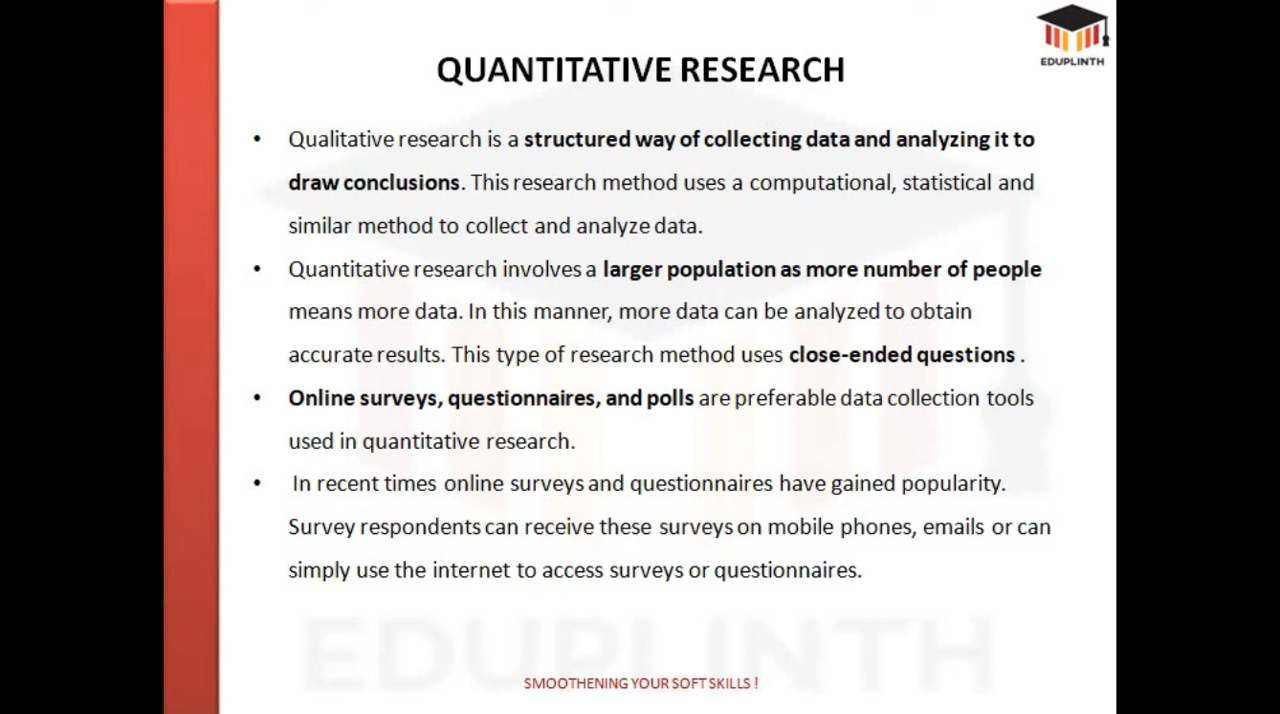 EDUPLINTH
QUANTITATIVE RESEARCH
• Qualitative research is a structured way of collecting data and analyzing it to
draw conclusions. This research method uses a computational, statistical and
similar method to collect and analyze data.
• Quantitative research involves a larger population as more number of people
means more data. In this manner, more data can be analyzed to obtain
accurate results. This type of research method uses close-ended questions .
• Online surveys, questionnaires, and polls are preferable data collection tools
used in quantitative research.
• In recent times online surveys and questionnaires have gained popularity.
Survey respondents can receive these surveys on mobile phones, emails or can
simply use the internet to access surveys or questionnaires.
EDUPLINTH
SMOOTHENING YOUR SOFT SKILLS !